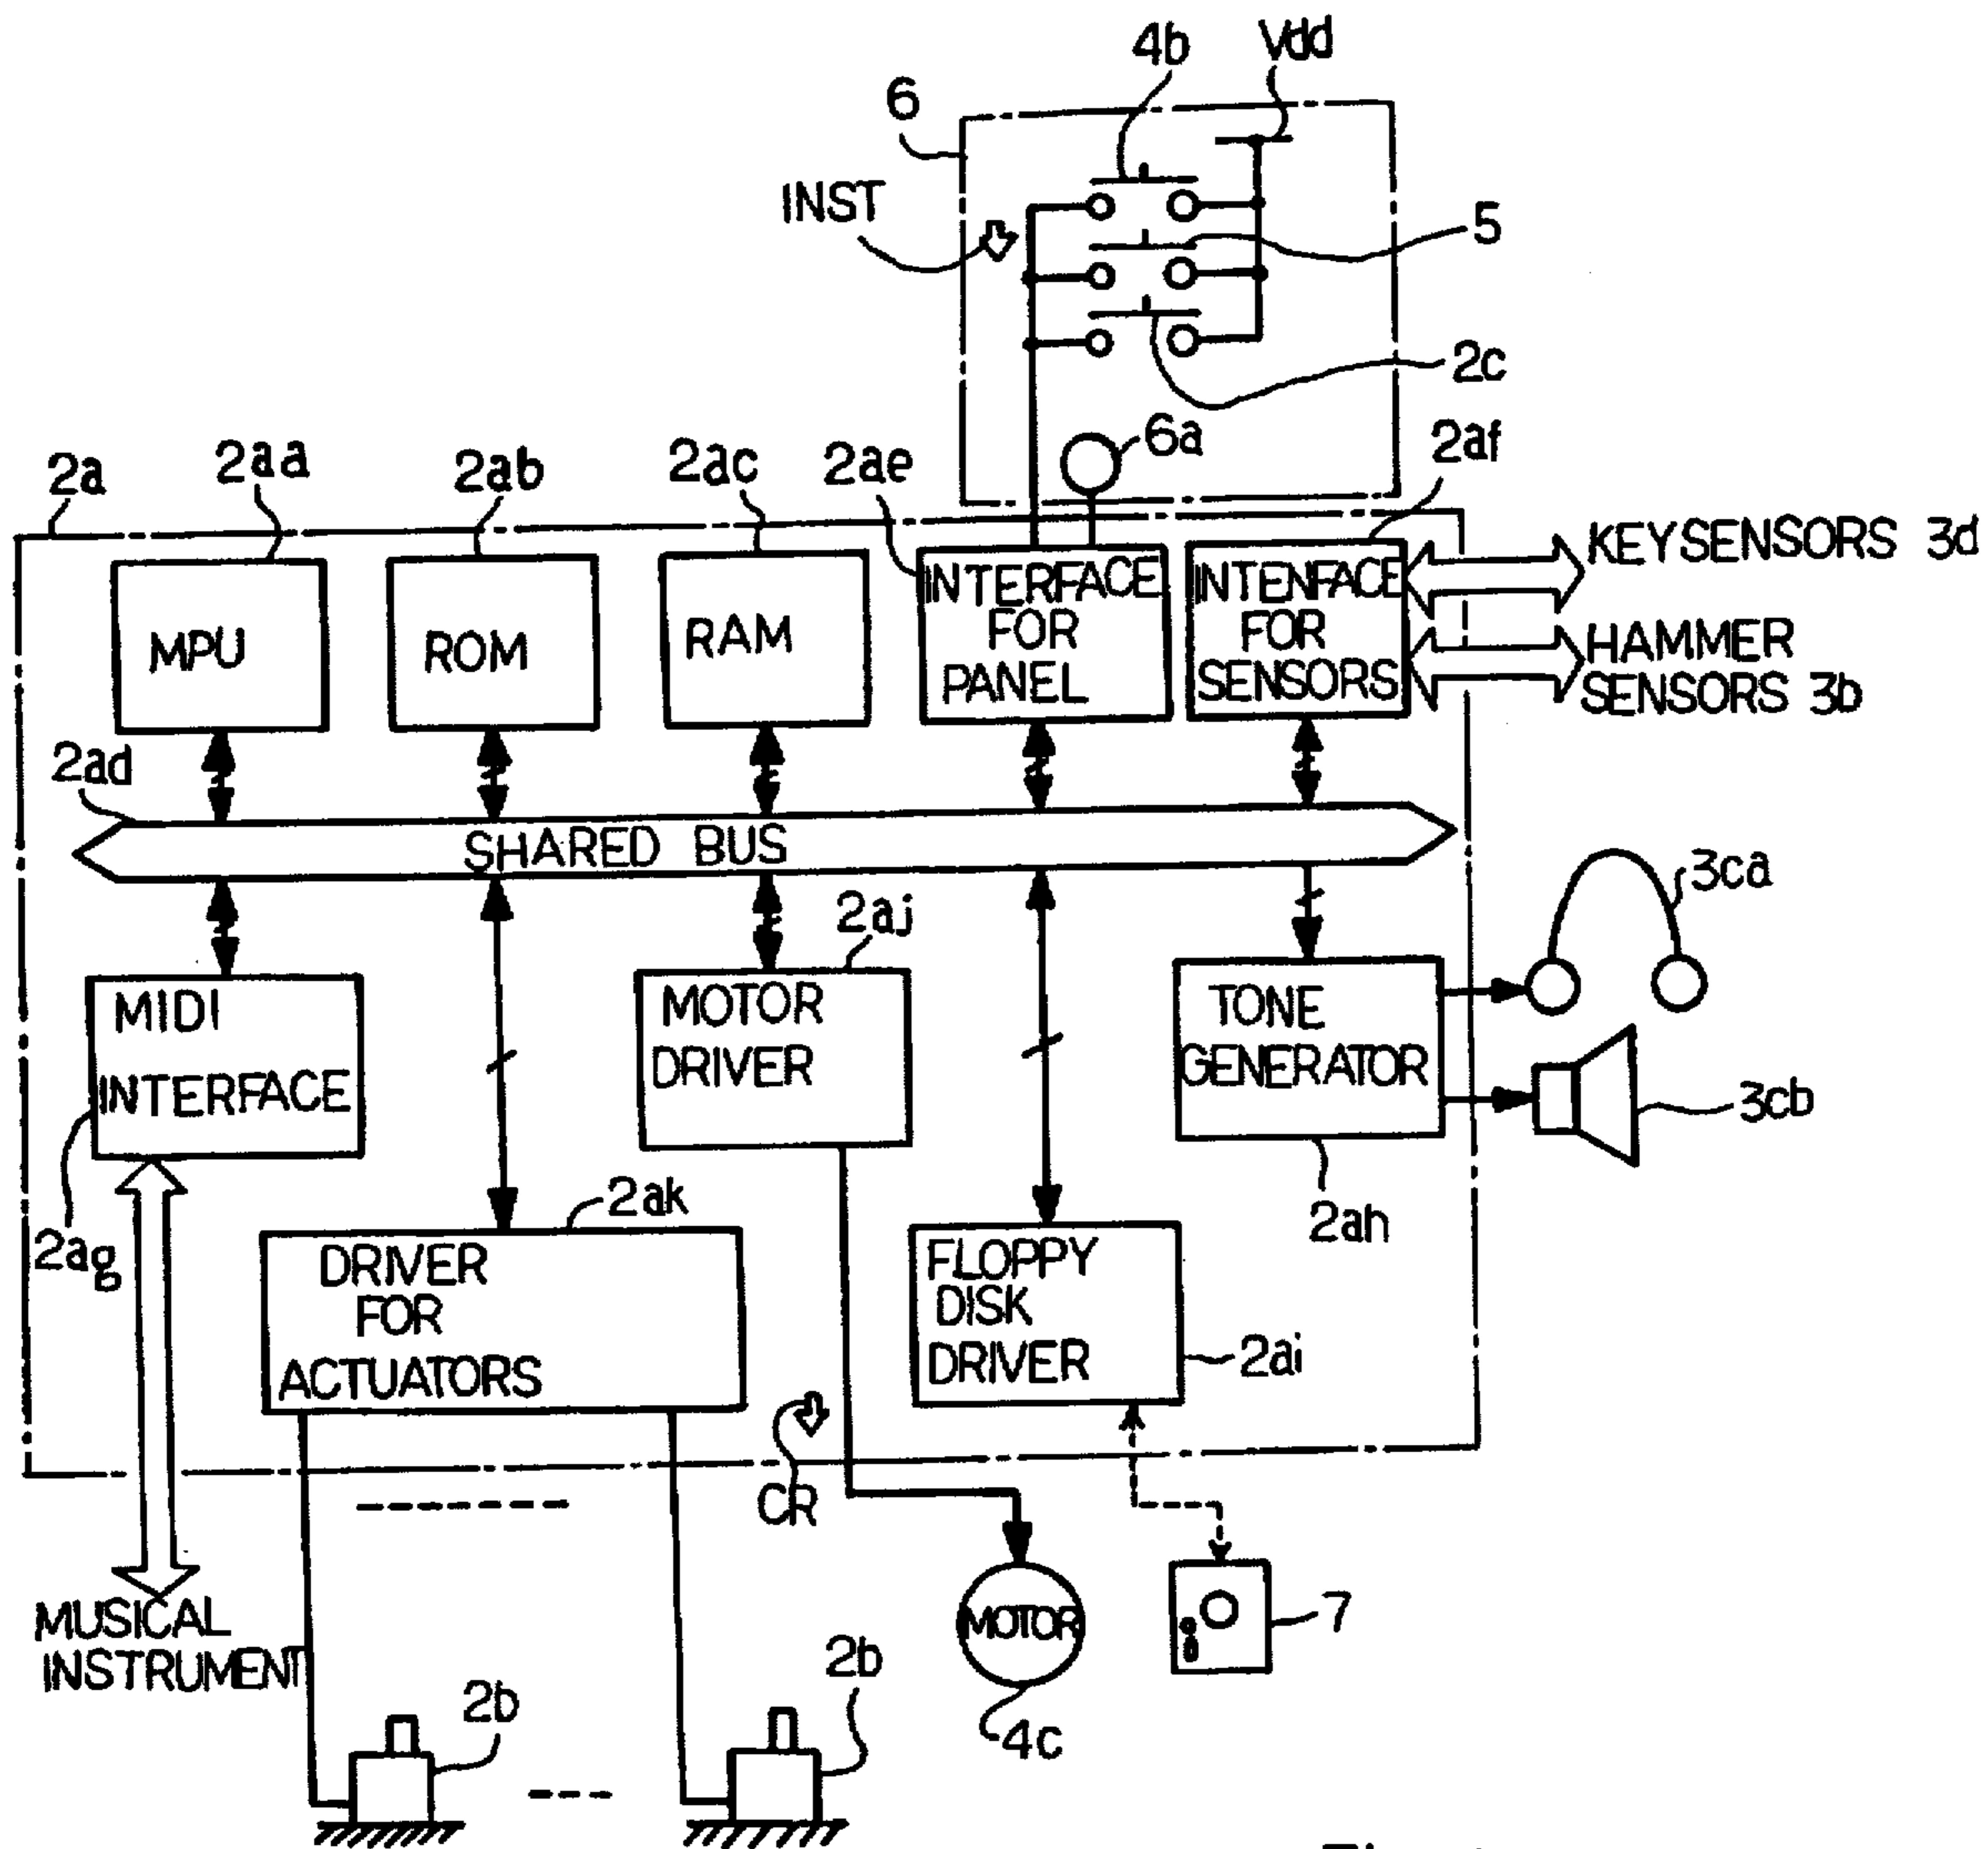 4b
Vdd
6
INST
5
2c
6a
2a
2aa
2ab
2ac
2ae
2af
MPU
ROM
RAM
INTERFACE
FOR
PANEL
INTENFACE
FOR
SENSORS
KEYSENSORS 3d
HAMMER
SENSORS 3b
2ad
SHARED BUS
2aj
3ca
MIDI
INTERFACE
MOTOR
DRIVER
TONE
GENERATOR
3cb
2ag
2ak
2ah
DRIVER
FOR
ACTUATORS
FLOPPY
DISK
DRIVER
2ai
CR
MUSICAL
INSTRUMENT
MOTOR
7
2b
2b
4c